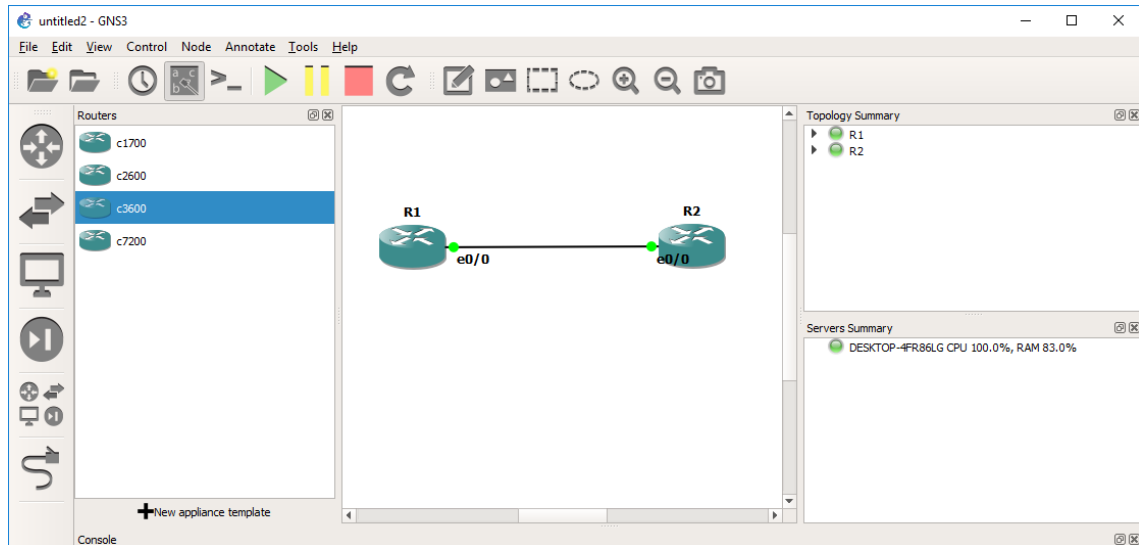 untitled2 - GNS3
File Edit View Control Node Annotate Tools Help
Routers
c1700
c2600
c3600
c7200
New appliance template
R1
e0/0
R2
e0/0
Topology Summary
R1
R2
Servers Summary
DESKTOP-4FR86LG CPU 100.0%, RAM 83.0%
Console